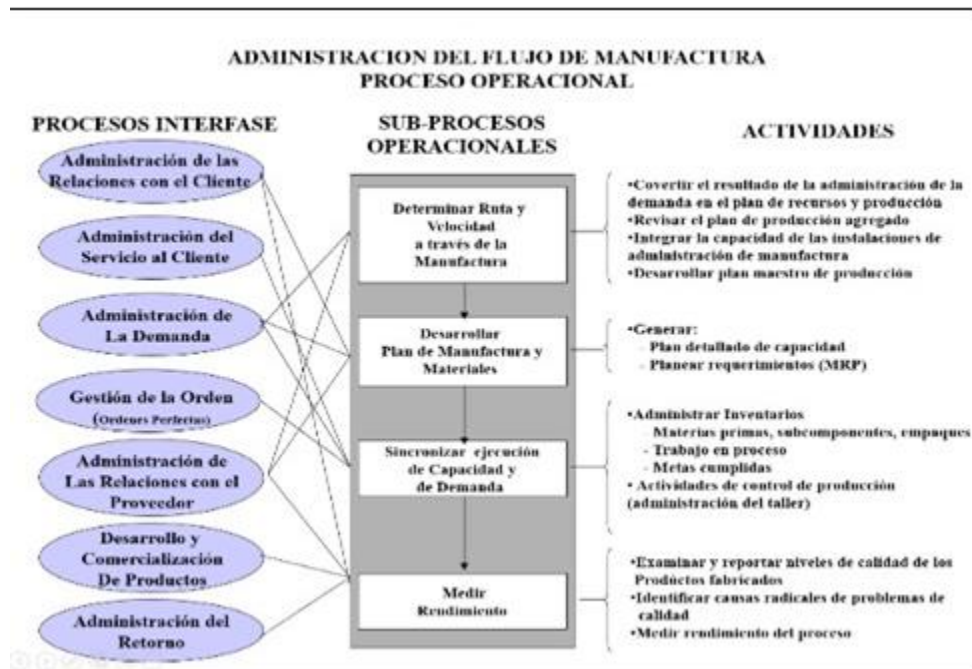 ADMINISTRACION DEL FLUJO DE MANUFACTURA
PROCESO OPERACIONAL
PROCESOS INTERFASE
Administración de las
Relaciones con el Cliente
Administración del
Servicio al Cliente
Administración de
La Demanda
Gestión de la Orden
(Ordenes Perfectas)
Administración de
Las Relaciones con el
Proveedor
Desarrollo y
Comercialización
De Productos
Administración del
Retorno
SUB-PROCESOS
OPERACIONALES
Determinar Ruta y
Velocidad
a través de la
Manufactura
Desarrollar
Plan de Manufactura y
Materiales
Sincronizar ejecución
de Capacidad y
de Demanda
Medir
Rendimiento
ACTIVIDADES
•Covertir el resultado de la administración de la
demanda en el plan de recursos y producción
•Revisar el plan de producción agregado
•Integrar la capacidad de las instalaciones de
administración de manufactura
•Desarrollar plan maestro de producción
•Generar:
- Plan detallado de capacidad
- Planear requerimientos (MRP)
•Administrar Inventarios
Materias primas, subcomponentes, empaques
- Trabajo en proceso
- Metas cumplidas
• Actividades de control de producción
(administración del taller)
•Examinar y reportar niveles de calidad de los
Productos fabricados
•Identificar causas radicales de problemas de
calidad
•Medir rendimiento del proceso